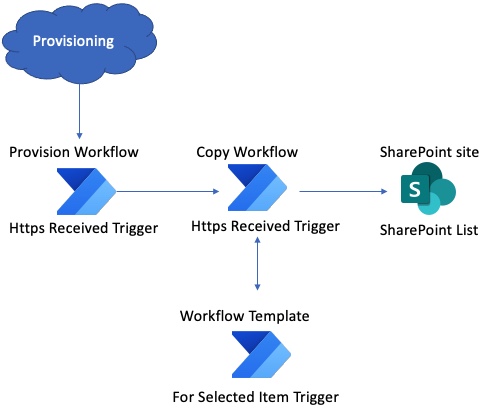 Provisioning
Provision Workflow
Copy Workflow
SharePoint site
S
Https Received Trigger
Https Received Trigger
SharePoint List
Workflow Template
For Selected Item Trigger